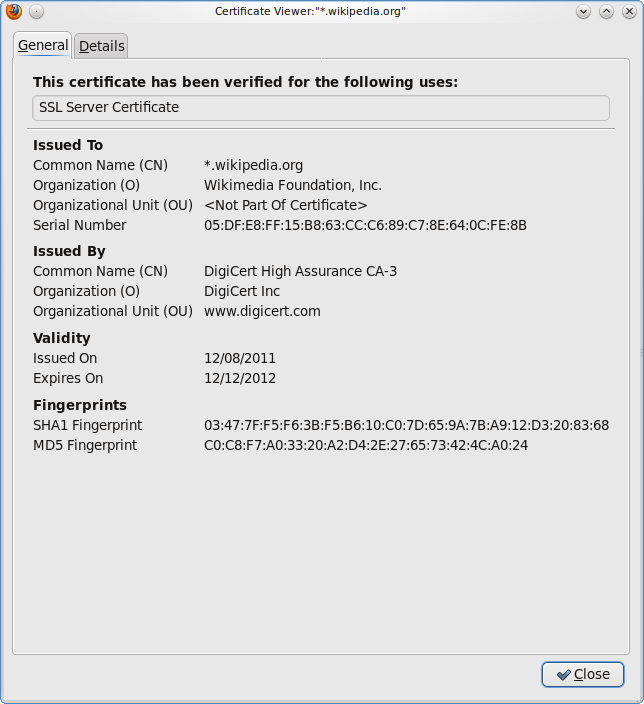 Certificate Viewer:"*.wikipedia.org"
General Details
This certificate has been verified for the following uses:
SSL Server Certificate
Issued To
Common Name (CN) *.wikipedia.org
Organization (O) Wikimedia Foundation, Inc.
Organizational Unit (OU) <Not Part Of Certificate>
Serial Number 05:DF:E8:FF:15:B8:63:CC:C6:89:C7:8E:64:0C:FE:8B
Issued By
Common Name (CN) DigiCert High Assurance CA-3
Organization (O) DigiCert Inc
Organizational Unit (OU) www.digicert.com
Validity
Issued On 12/08/2011
Expires On 12/12/2012
Fingerprints
SHA1 Fingerprint 03:47:7F:F5:F6:3B:F5:B6:10:C0:7D:65:9A:7B:A9:12:D3:20:83:68
MD5 Fingerprint C0:C8:F7:A0:33:20:A2:D4:2E:27:65:73:42:4C:A0:24
Close